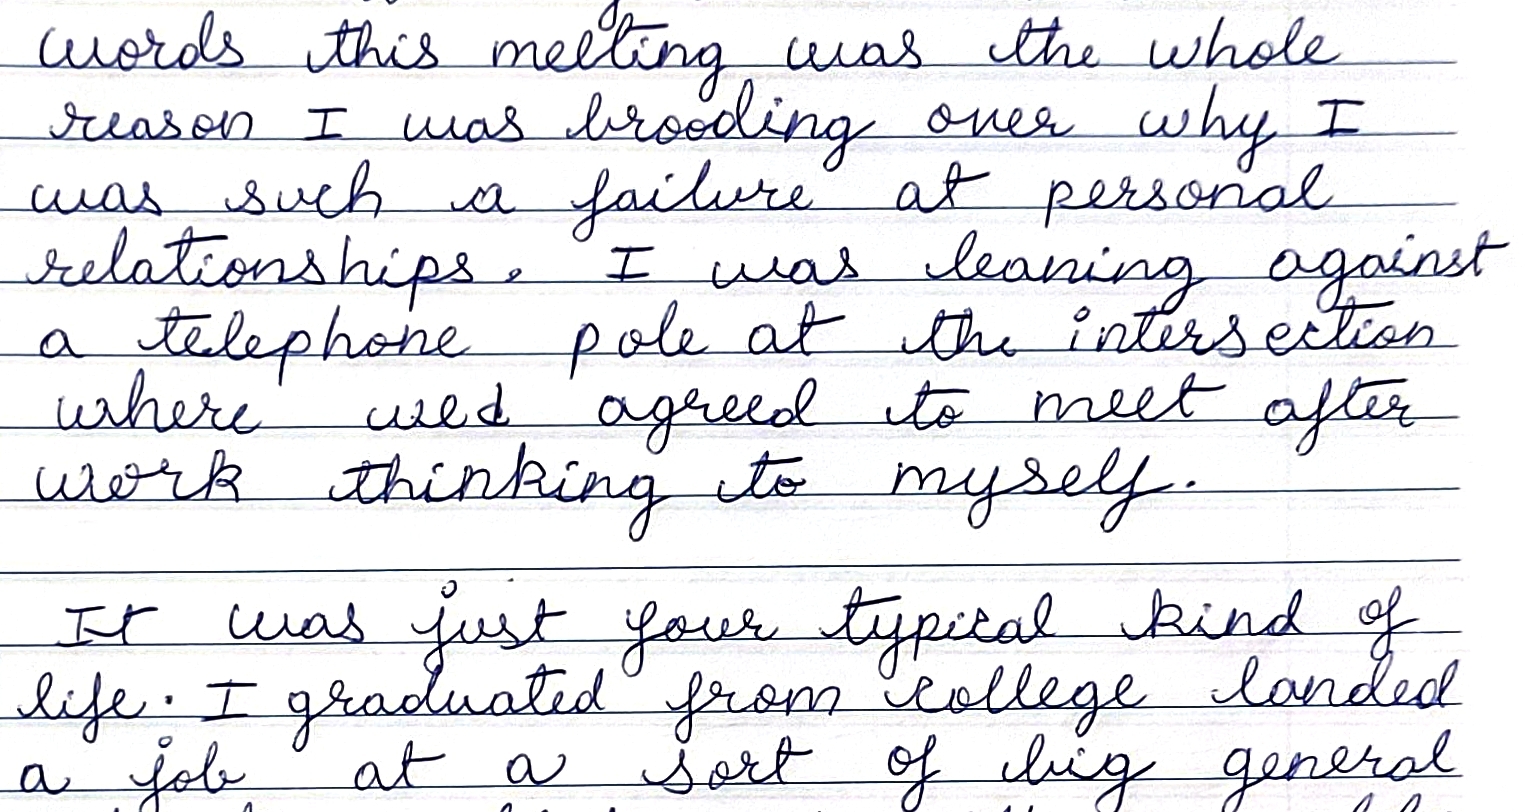 words this melting was the whole
reason I was brooding over why I
was such a failure at personal
relationships. I was leaning against
a telephone pole at the intersection
where wed agreed to meet after
work thinking to myself.
It was just your typical kind of
life. I graduated from college landed
a job at a sort of big general